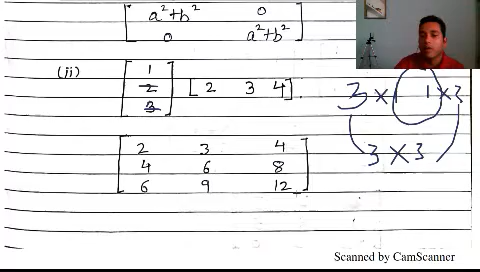 [ a²+b² 0
0 a²+b² ]
(ii) [ 1
2
3 ] [ 2 3 4 ]
3 × 1 1 × 3
3 × 3
[ 2 3 4
4 6 8
6 9 12 ]
Scanned by CamScanner